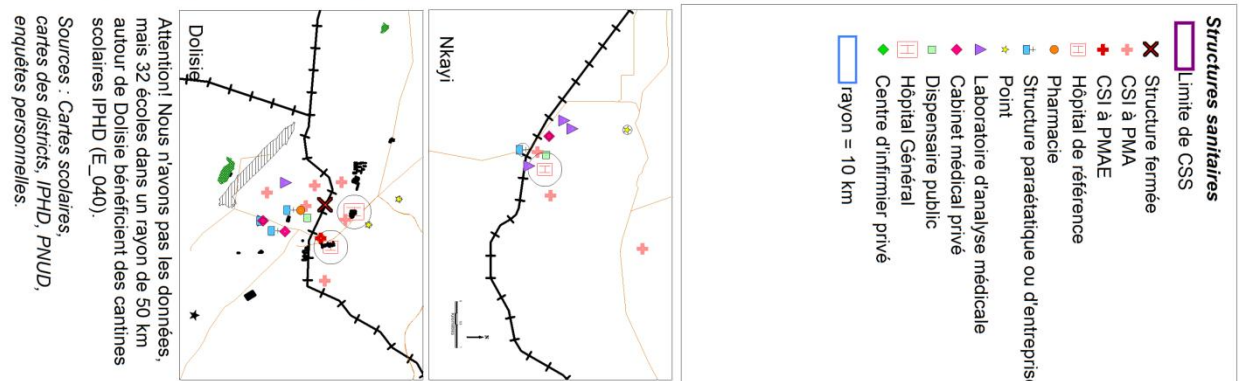 Structures sanitaires
Limite de CSS
Structure fermée
CSI à PMA
CSI à PMAE
Hôpital de référence
Pharmacie
Structure paraétatique ou d'entreprise
Point
Laboratoire d'analyse médicale
Cabinet médical privé
Dispensaire public
Hôpital Général
Centre d'infirmier privé
rayon = 10 km
Nkayi
N
Dolisie
Attention! Nous n'avons pas les données,
mais 32 écoles dans un rayon de 50 km
autour de Dolisie bénéficient des cantines
scolaires IPHD (E_040).
Sources : Cartes scolaires,
cartes des districts, IPHD, PNUD,
enquêtes personnelles.